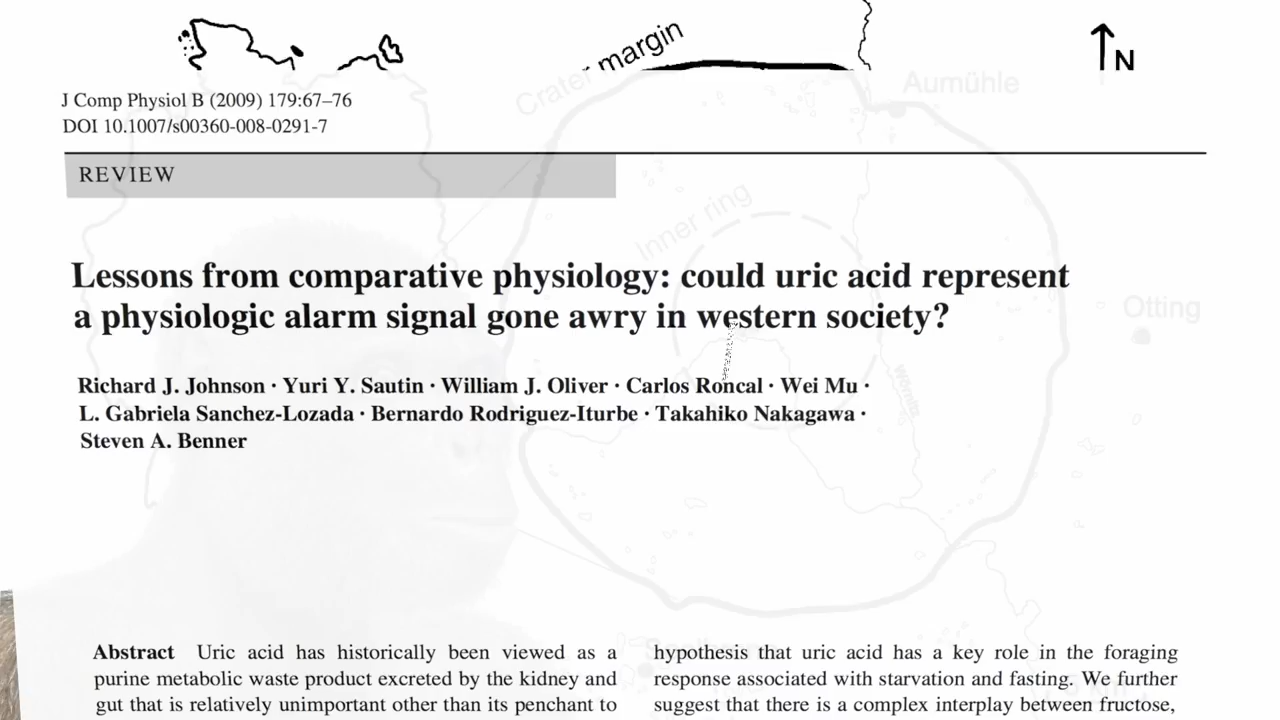 margin
N
Crater
Aumühle
J Comp Physiol B (2009) 179:67–76
DOI 10.1007/s00360-008-0291-7
REVIEW
Inner ring
Lessons from comparative physiology: could uric acid represent
a physiologic alarm signal gone awry in western society?
Otting
Richard J. Johnson · Yuri Y. Sautin · William J. Oliver · Carlos Roncal · Wei Mu ·
L. Gabriela Sanchez-Lozada · Bernardo Rodriguez-Iturbe · Takahiko Nakagawa ·
Steven A. Benner
Wörnitz
Abstract Uric acid has historically been viewed as a
purine metabolic waste product excreted by the kidney and
gut that is relatively unimportant other than its penchant to
hypothesis that uric acid has a key role in the foraging
response associated with starvation and fasting. We further
suggest that there is a complex interplay between fructose,